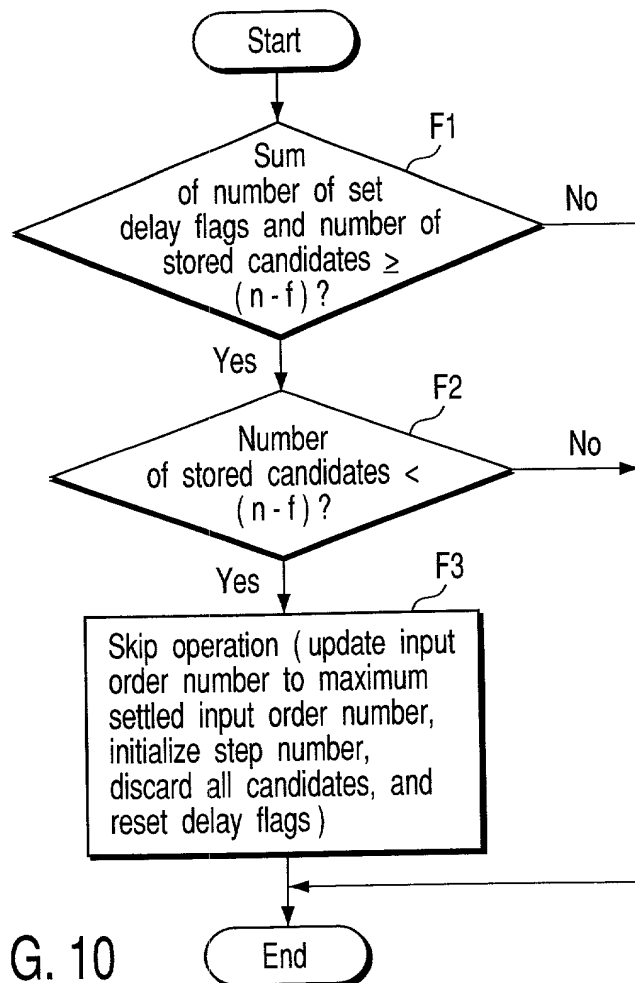 Start
F1
Sum
of number of set
delay flags and number of
stored candidates ≥
( n - f ) ?
No
Yes
F2
Number
of stored candidates <
( n - f ) ?
No
Yes
F3
Skip operation ( update input
order number to maximum
settled input order number,
initialize step number,
discard all candidates, and
reset delay flags )
End
G. 10